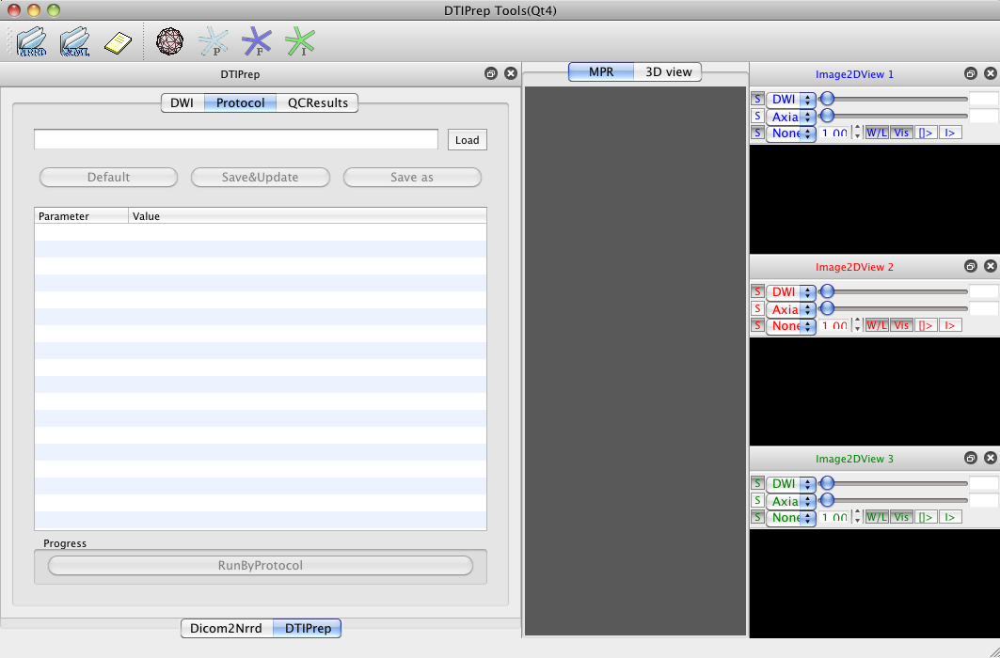 DTIPrep Tools(Qt4)
NRRD XML P F I
DTIPrep
DWI Protocol QCResults
Load
Default Save&Update Save as
Parameter Value
Progress
RunByProtocol
Dicom2Nrrd DTIPrep
MPR 3D view
Image2DView 1
S DWI
S Axia
S None 1.00 W/L Vis []> I>
Image2DView 2
S DWI
S Axia
S None 1.00 W/L Vis []> I>
Image2DView 3
S DWI
S Axia
S None 1.00 W/L Vis []> I>